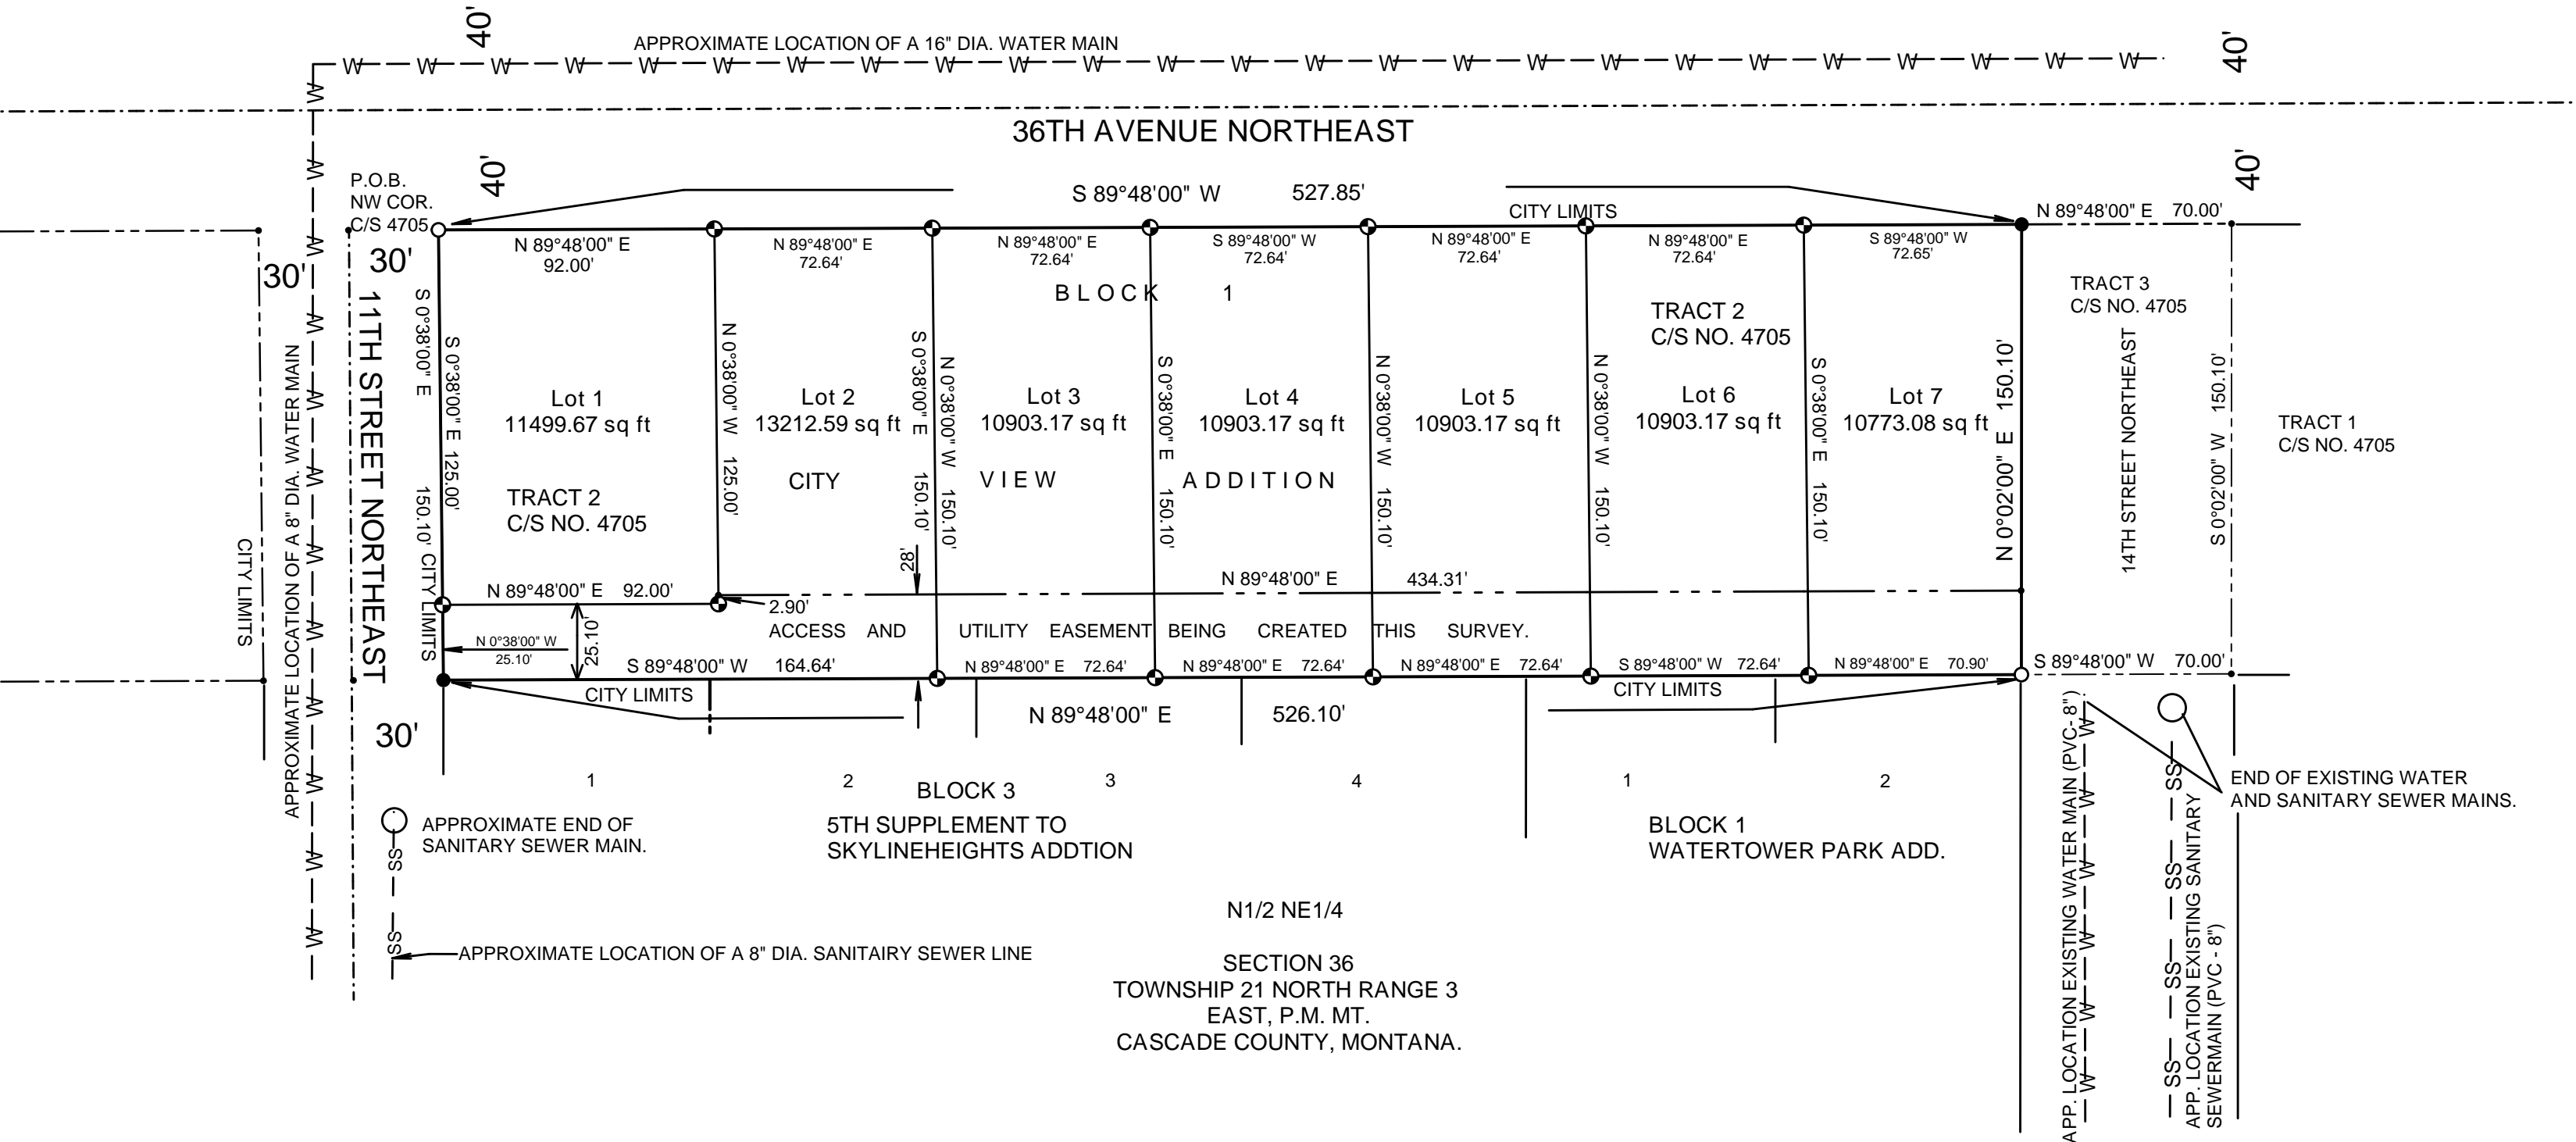 40'
APPROXIMATE LOCATION OF A 16" DIA. WATER MAIN
40'
W W W W W W W W W W W W W W W W W W W W W W W W W
36TH AVENUE NORTHEAST
P.O.B.
NW COR.
C/S 4705
40'
S 89°48'00" W 527.85'
CITY LIMITS
40'
N 89°48'00" E 70.00'
N 89°48'00" E
92.00'
N 89°48'00" E
72.64'
N 89°48'00" E
72.64'
S 89°48'00" W
72.64'
N 89°48'00" E
72.64'
N 89°48'00" E
72.64'
S 89°48'00" W
72.65'
30'
30'
BLOCK 1
TRACT 2
C/S NO. 4705
TRACT 3
C/S NO. 4705
11TH STREET NORTHEAST
APPROXIMATE LOCATION OF A 8" DIA. WATER MAIN
W W W W W W W W W W W W
CITY LIMITS
S 0°38'00" E 150.10'
CITY LIMITS
S 0°38'00" E 125.00'
Lot 1
11499.67 sq ft
N 0°38'00" W 125.00'
Lot 2
13212.59 sq ft
S 0°38'00" E 150.10'
N 0°38'00" W 150.10'
Lot 3
10903.17 sq ft
S 0°38'00" E 150.10'
Lot 4
10903.17 sq ft
N 0°38'00" W 150.10'
Lot 5
10903.17 sq ft
N 0°38'00" W 150.10'
Lot 6
10903.17 sq ft
S 0°38'00" E 150.10'
Lot 7
10773.08 sq ft
N 0°02'00" E 150.10'
14TH STREET NORTHEAST
S 0°02'00" W 150.10'
TRACT 1
C/S NO. 4705
CITY VIEW ADDITION
TRACT 2
C/S NO. 4705
28'
N 89°48'00" E 92.00'
N 89°48'00" E 434.31'
2.90'
ACCESS AND UTILITY EASEMENT BEING CREATED THIS SURVEY.
N 0°38'00" W
25.10'
25.10'
S 89°48'00" W 164.64'
N 89°48'00" E 72.64'
N 89°48'00" E 72.64'
N 89°48'00" E 72.64'
S 89°48'00" W 72.64'
N 89°48'00" E 70.90'
S 89°48'00" W 70.00'
CITY LIMITS
CITY LIMITS
30'
N 89°48'00" E 526.10'
1
2
3
4
1
2
BLOCK 3
5TH SUPPLEMENT TO
SKYLINEHEIGHTS ADDTION
BLOCK 1
WATERTOWER PARK ADD.
END OF EXISTING WATER
AND SANITARY SEWER MAINS.
APPROXIMATE END OF
SANITARY SEWER MAIN.
SS
SS
APPROXIMATE LOCATION OF A 8" DIA. SANITAIRY SEWER LINE
APP. LOCATION EXISTING WATER MAIN (PVC- 8")
W W W W W W
SS SS SS SS
APP. LOCATION EXISTING SANITARY
SEWERMAIN (PVC - 8")
N1/2 NE1/4
SECTION 36
TOWNSHIP 21 NORTH RANGE 3
EAST, P.M. MT.
CASCADE COUNTY, MONTANA.